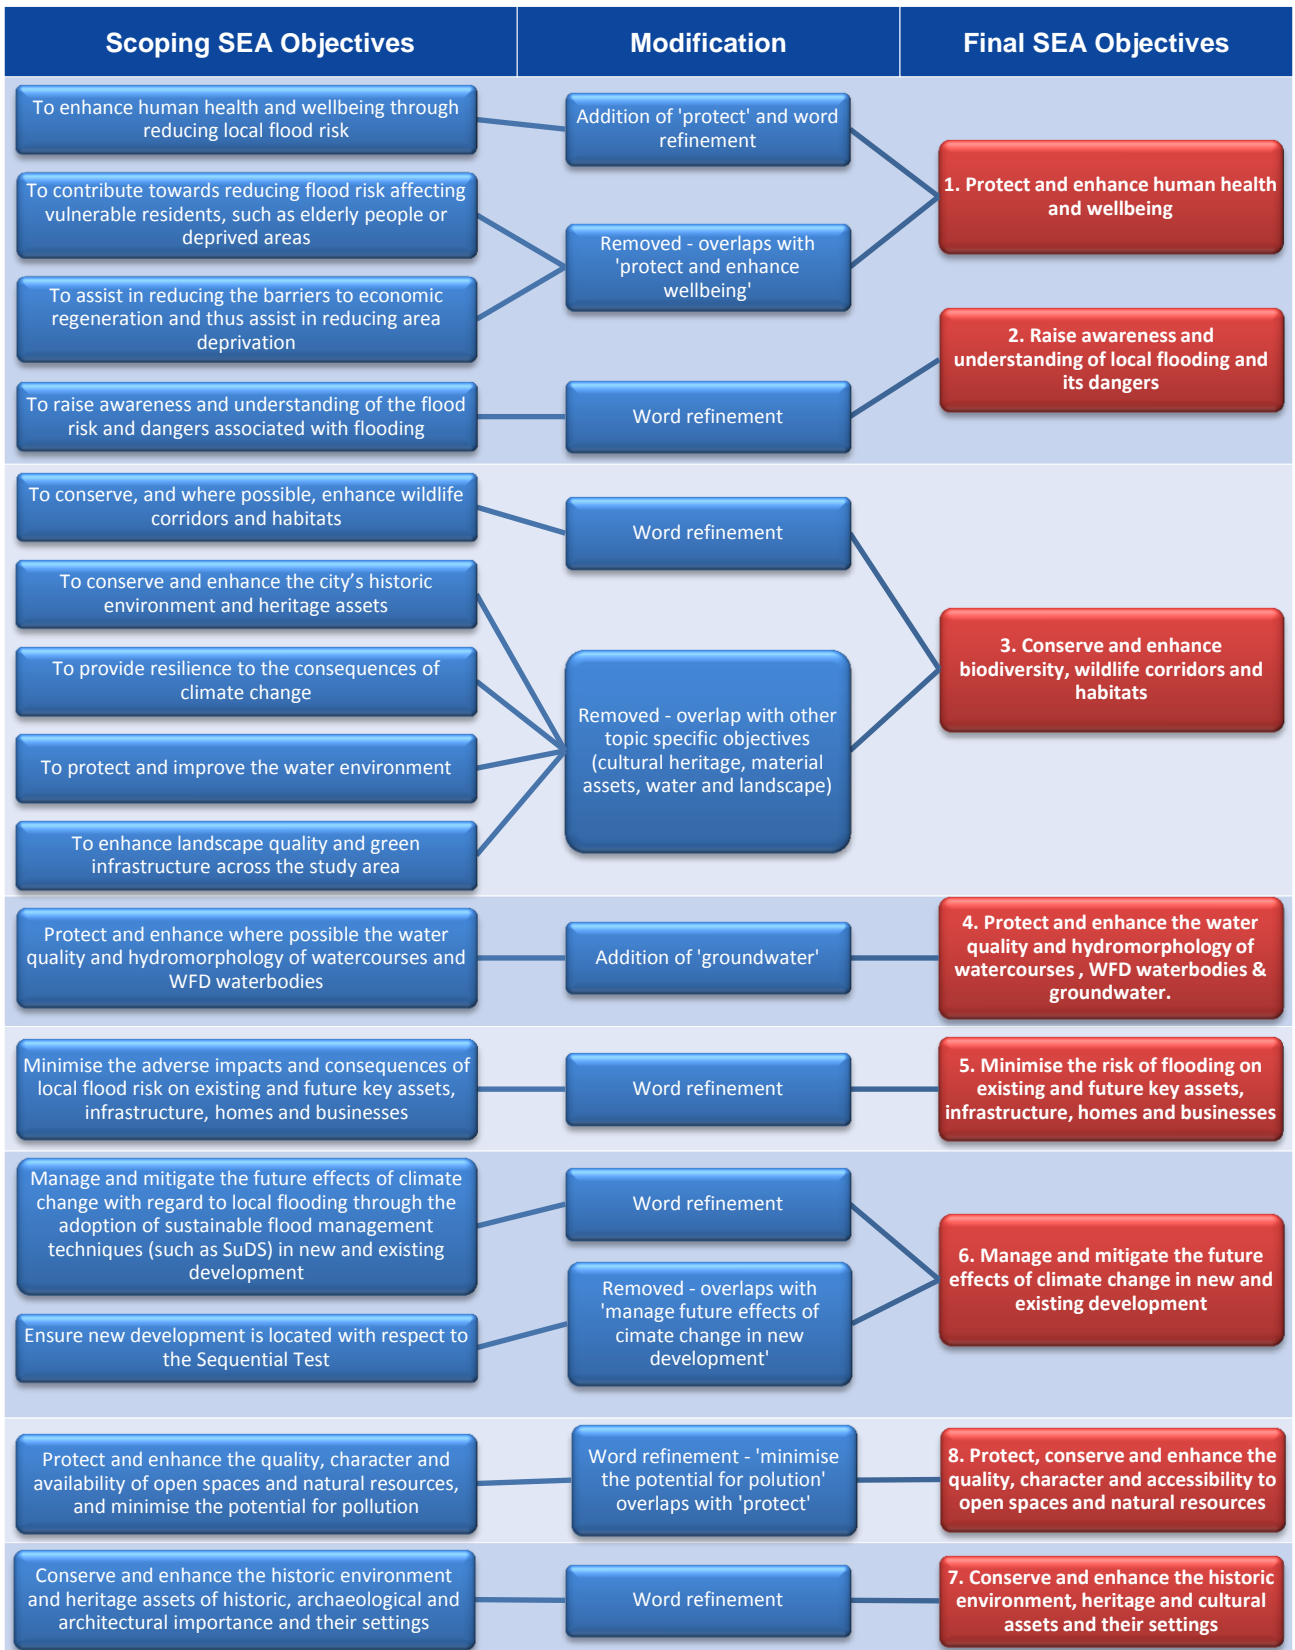 Scoping SEA Objectives
Modification
Final SEA Objectives
To enhance human health and wellbeing through
reducing local flood risk
Addition of 'protect' and word
refinement
1. Protect and enhance human health
and wellbeing
To contribute towards reducing flood risk affecting
vulnerable residents, such as elderly people or
deprived areas
Removed - overlaps with
'protect and enhance
wellbeing'
To assist in reducing the barriers to economic
regeneration and thus assist in reducing area
deprivation
2. Raise awareness and
understanding of local flooding and
its dangers
To raise awareness and understanding of the flood
risk and dangers associated with flooding
Word refinement
To conserve, and where possible, enhance wildlife
corridors and habitats
Word refinement
To conserve and enhance the city's historic
environment and heritage assets
3. Conserve and enhance
biodiversity, wildlife corridors and
habitats
To provide resilience to the consequences of
climate change
Removed - overlap with other
topic specific objectives
(cultural heritage, material
assets, water and landscape)
To protect and improve the water environment
To enhance landscape quality and green
infrastructure across the study area
Protect and enhance where possible the water
quality and hydromorphology of watercourses and
WFD waterbodies
Addition of 'groundwater'
4. Protect and enhance the water
quality and hydromorphology of
watercourses , WFD waterbodies &
groundwater.
Minimise the adverse impacts and consequences of
local flood risk on existing and future key assets,
infrastructure, homes and businesses
Word refinement
5. Minimise the risk of flooding on
existing and future key assets,
infrastructure, homes and businesses
Manage and mitigate the future effects of climate
change with regard to local flooding through the
adoption of sustainable flood management
techniques (such as SuDS) in new and existing
development
Word refinement
6. Manage and mitigate the future
effects of climate change in new and
existing development
Removed - overlaps with
'manage future effects of
cimate change in new
development'
Ensure new development is located with respect to
the Sequential Test
Protect and enhance the quality, character and
availability of open spaces and natural resources,
and minimise the potential for pollution
Word refinement - 'minimise
the potential for polution'
overlaps with 'protect'
8. Protect, conserve and enhance the
quality, character and accessibility to
open spaces and natural resources
Conserve and enhance the historic environment
and heritage assets of historic, archaeological and
architectural importance and their settings
Word refinement
7. Conserve and enhance the historic
environment, heritage and cultural
assets and their settings